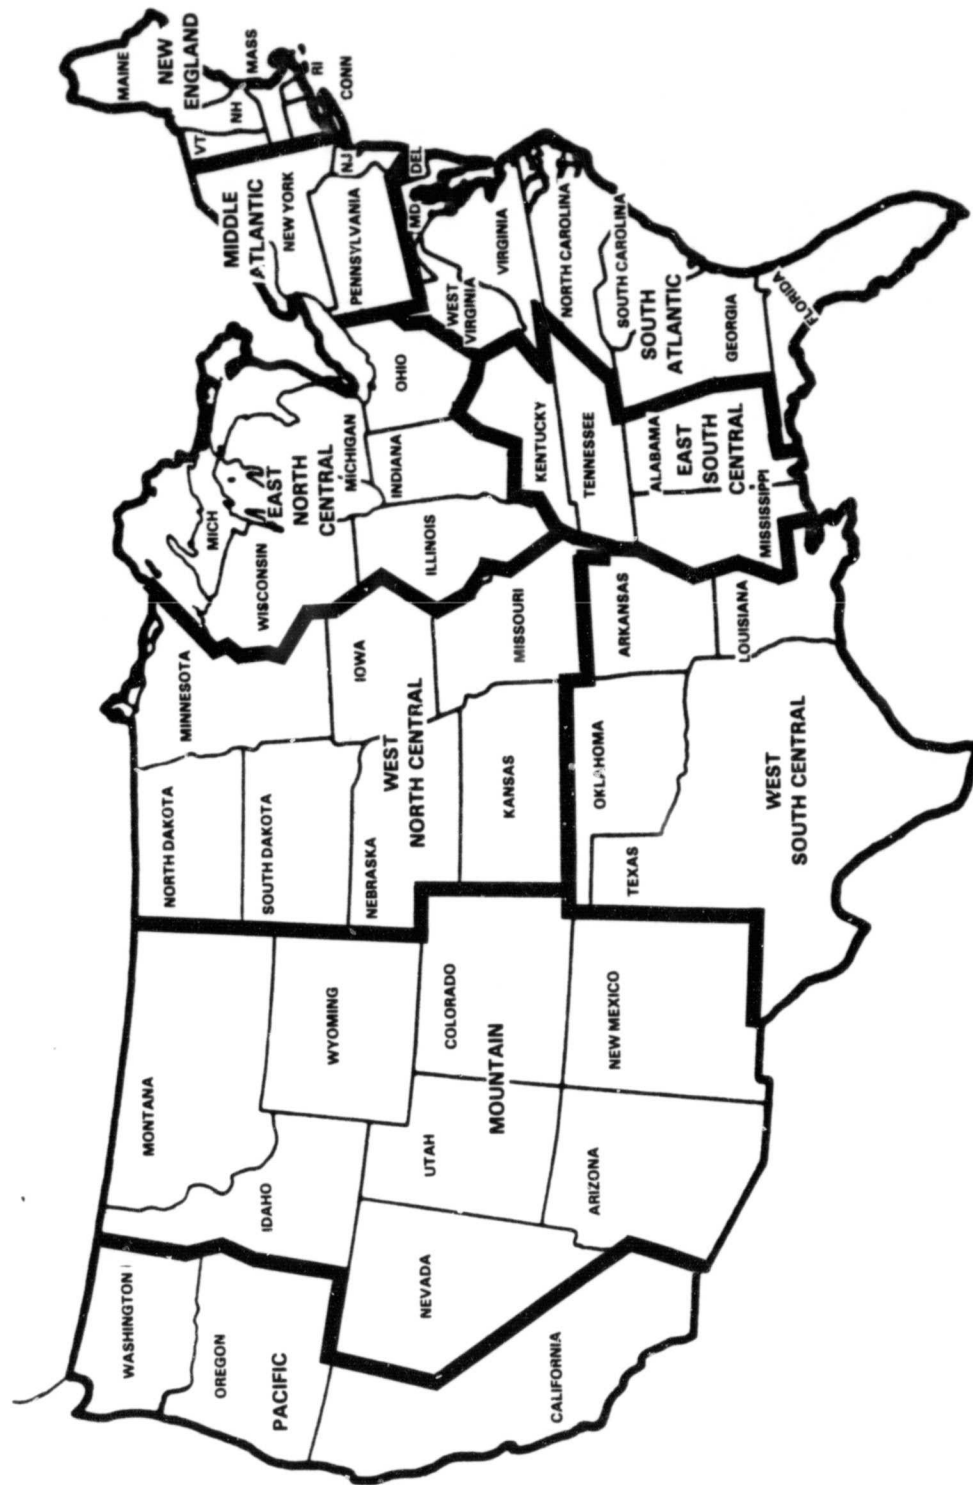 WASHINGTON
OREGON
PACIFIC
CALIFORNIA
NEVADA
IDAHO
MONTANA
WYOMING
UTAH
COLORADO
MOUNTAIN
ARIZONA
NEW MEXICO
NORTH DAKOTA
SOUTH DAKOTA
NEBRASKA
KANSAS
MINNESOTA
IOWA
MISSOURI
WEST
NORTH CENTRAL
OKLAHOMA
TEXAS
ARKANSAS
LOUISIANA
WEST
SOUTH CENTRAL
WISCONSIN
MICH
MICHIGAN
ILLINOIS
INDIANA
OHIO
EAST
NORTH
CENTRAL
KENTUCKY
TENNESSEE
ALABAMA
MISSISSIPPI
EAST
SOUTH
CENTRAL
MIDDLE
ATLANTIC
NEW YORK
PENNSYLVANIA
NJ
WEST
VIRGINIA
VIRGINIA
MD
DEL
NORTH CAROLINA
SOUTH CAROLINA
SOUTH
ATLANTIC
GEORGIA
FLORIDA
MAINE
NEW
ENGLAND
VT
NH
MASS
RI
CONN